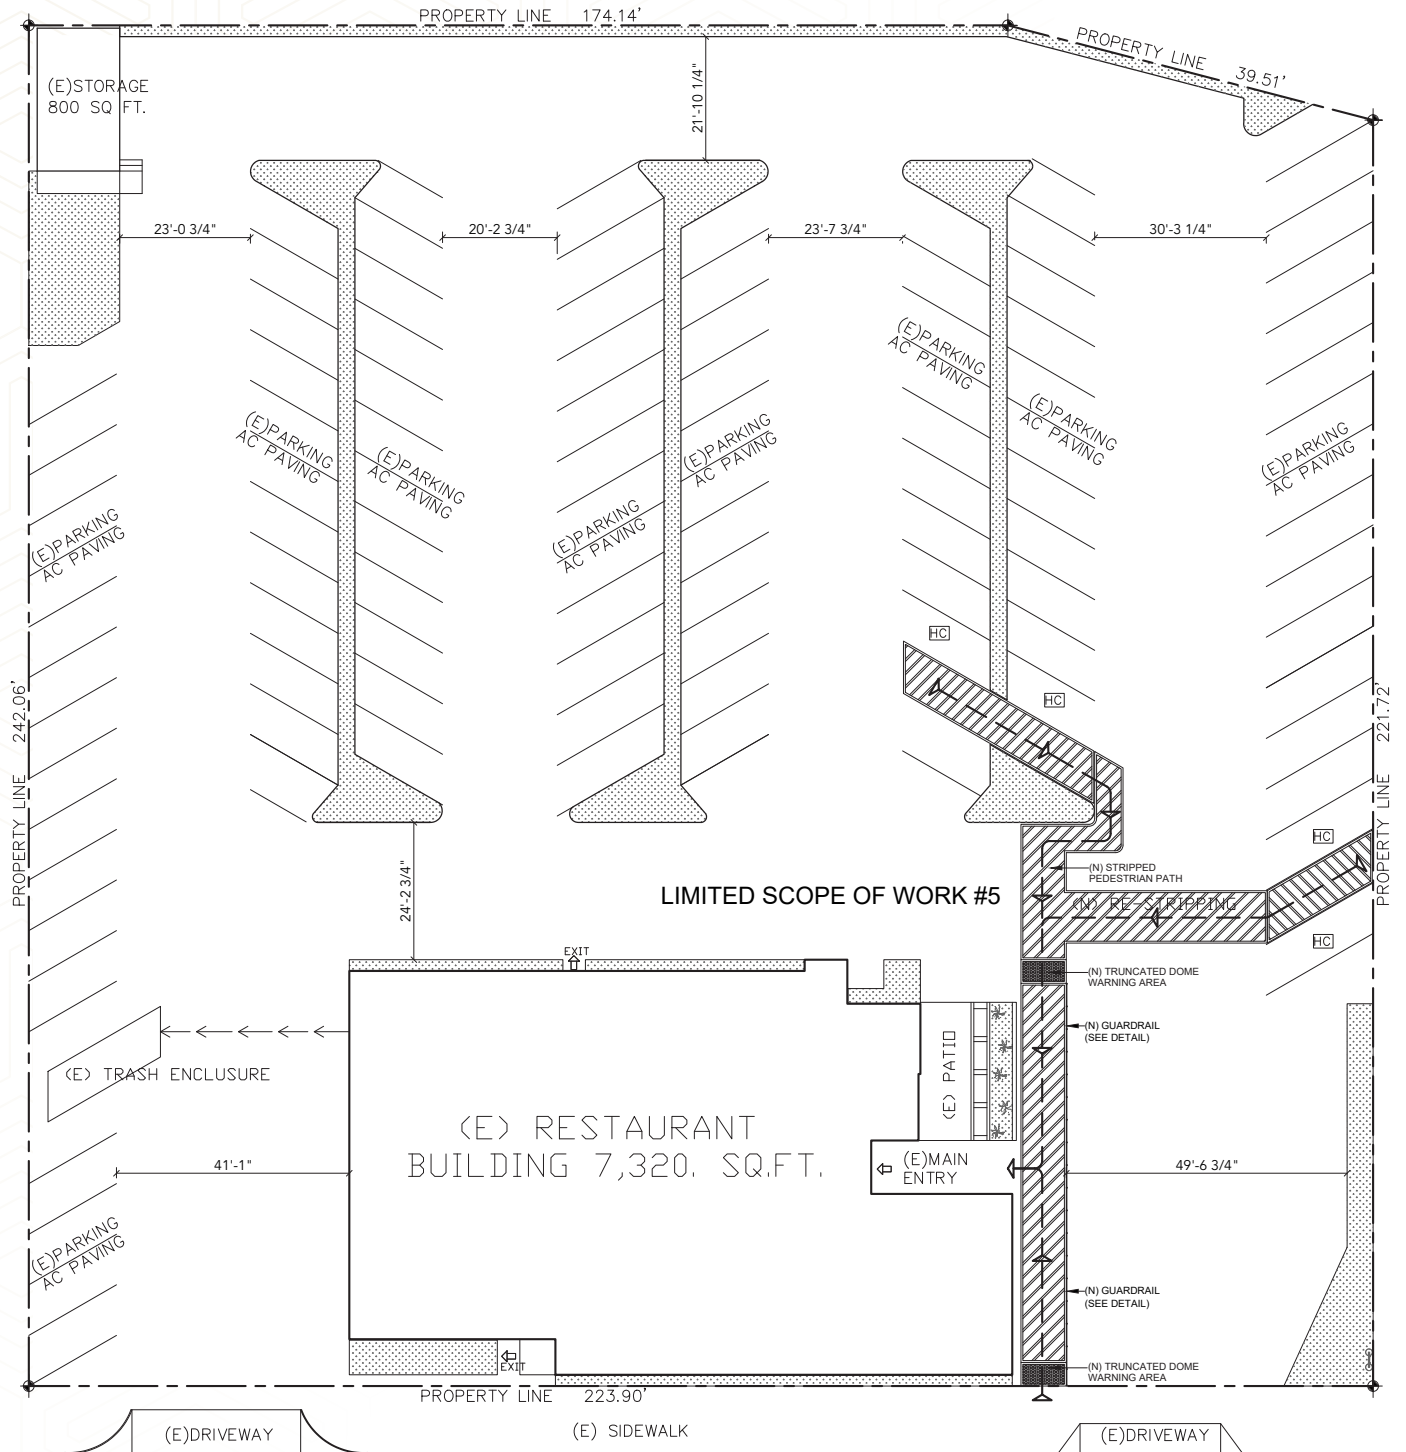 PROPERTY LINE 174.14'
PROPERTY LINE 39.51'
(E)STORAGE
800 SQ FT.
21'-10 1/4"
23'-0 3/4"
20'-2 3/4"
23'-7 3/4"
30'-3 1/4"
(E)PARKING
AC PAVING
(E)PARKING
AC PAVING
(E)PARKING
AC PAVING
(E)PARKING
AC PAVING
(E)PARKING
AC PAVING
(E)PARKING
AC PAVING
(E)PARKING
AC PAVING
(E)PARKING
AC PAVING
HC
HC
PROPERTY LINE 242.06'
PROPERTY LINE 221.72'
HC
24'-2 3/4"
(N) STRIPPED
PEDESTRIAN PATH
LIMITED SCOPE OF WORK #5
(N) RE-STRIPPING
HC
EXIT
(N) TRUNCATED DOME
WARNING AREA
(N) GUARDRAIL
(SEE DETAIL)
(E) TRASH ENCLUSURE
(E) PATIO
(E) RESTAURANT
BUILDING 7,320. SQ.FT.
41'-1"
(E)MAIN
ENTRY
49'-6 3/4"
(E)PARKING
AC PAVING
(N) GUARDRAIL
(SEE DETAIL)
EXIT
(N) TRUNCATED DOME
WARNING AREA
PROPERTY LINE 223.90'
(E)DRIVEWAY
(E) SIDEWALK
(E)DRIVEWAY